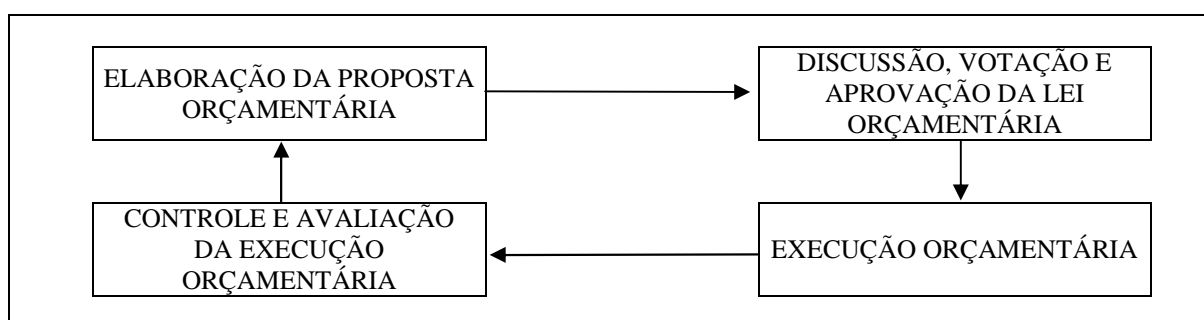 ELABORAÇÃO DA PROPOSTA
ORÇAMENTÁRIA
DISCUSSÃO, VOTAÇÃO E
APROVAÇÃO DA LEI
ORÇAMENTÁRIA
CONTROLE E AVALIAÇÃO
DA EXECUÇÃO
ORÇAMENTÁRIA
EXECUÇÃO ORÇAMENTÁRIA